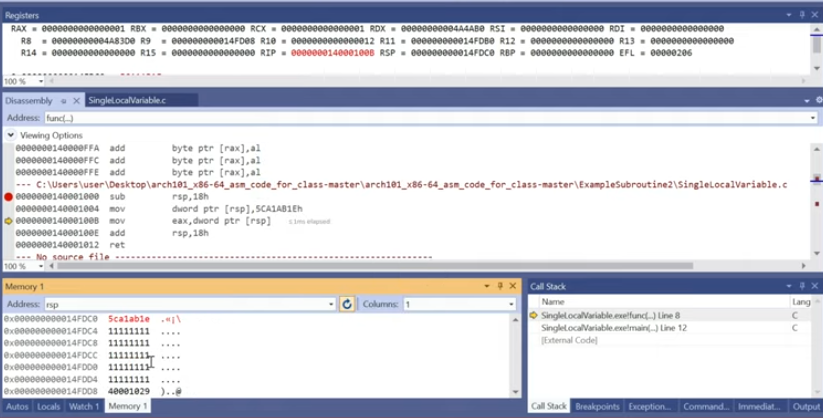 Registers
RAX = 0000000000000001 RBX = 0000000000000000 RCX = 0000000000000001 RDX = 00000000004A4AB0 RSI = 0000000000000000 RDI = 0000000000000000
R8 = 00000000004A83D0 R9 = 000000000014FD08 R10 = 0000000000000012 R11 = 000000000014FDB0 R12 = 0000000000000000 R13 = 0000000000000000
R14 = 0000000000000000 R15 = 0000000000000000 RIP = 000000014000100B RSP = 000000000014FDC0 RBP = 0000000000000000 EFL = 00000206
100 %
Disassembly SingleLocalVariable.c
Address: func(...)
Viewing Options
0000000140000FFA add byte ptr [rax],al
0000000140000FFC add byte ptr [rax],al
0000000140000FFE add byte ptr [rax],al
--- C:\Users\user\Desktop\arch101_x86-64_asm_code_for_class-master\arch101_x86-64_asm_code_for_class-master\ExampleSubroutine2\SingleLocalVariable.c
0000000140001000 sub rsp,18h
0000000140001004 mov dword ptr [rsp],5CA1AB1Eh
000000014000100B mov eax,dword ptr [rsp] ≤1ms elapsed
000000014000100E add rsp,18h
0000000140001012 ret
--- No source file ---
100 %
Memory 1
Address: rsp Columns: 1
0x000000000014FDC0 5ca1ab1e .«¡\
0x000000000014FDC4 11111111 ....
0x000000000014FDC8 11111111 ....
0x000000000014FDCC 11111111 ....
0x000000000014FDD0 11111111 ....
0x000000000014FDD4 11111111 ....
0x000000000014FDD8 40001029 )..@
Autos Locals Watch 1 Memory 1
Call Stack
Name Lang
SingleLocalVariable.exe!func(...) Line 8 C
SingleLocalVariable.exe!main(...) Line 12 C
[External Code]
Call Stack Breakpoints Exception... Command... Immediat... Output